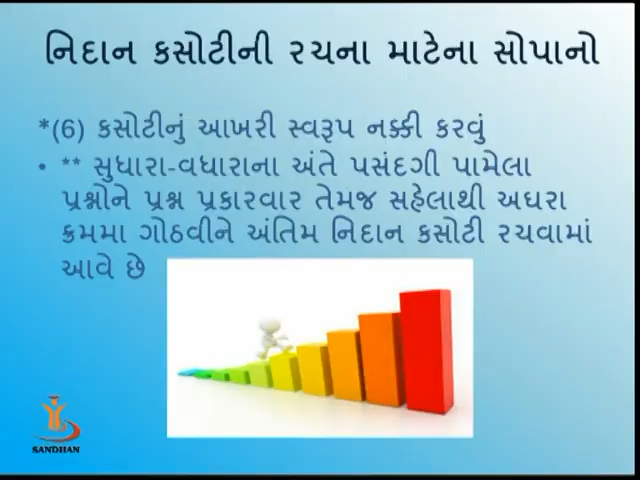 નિદાન કસોટીની રચના માટેના સોપાનો
*(6) કસોટીનું આખરી સ્વરૂપ નક્કી કરવું
• ** સુધારા-વધારાના અંતે પસંદગી પામેલા
પ્રશ્નોને પ્રશ્ન પ્રકારવાર તેમજ સહેલાથી અઘરા
ક્રમમા ગોઠવીને અંતિમ નિદાન કસોટી રચવામાં
આવે છે
SANDHAN